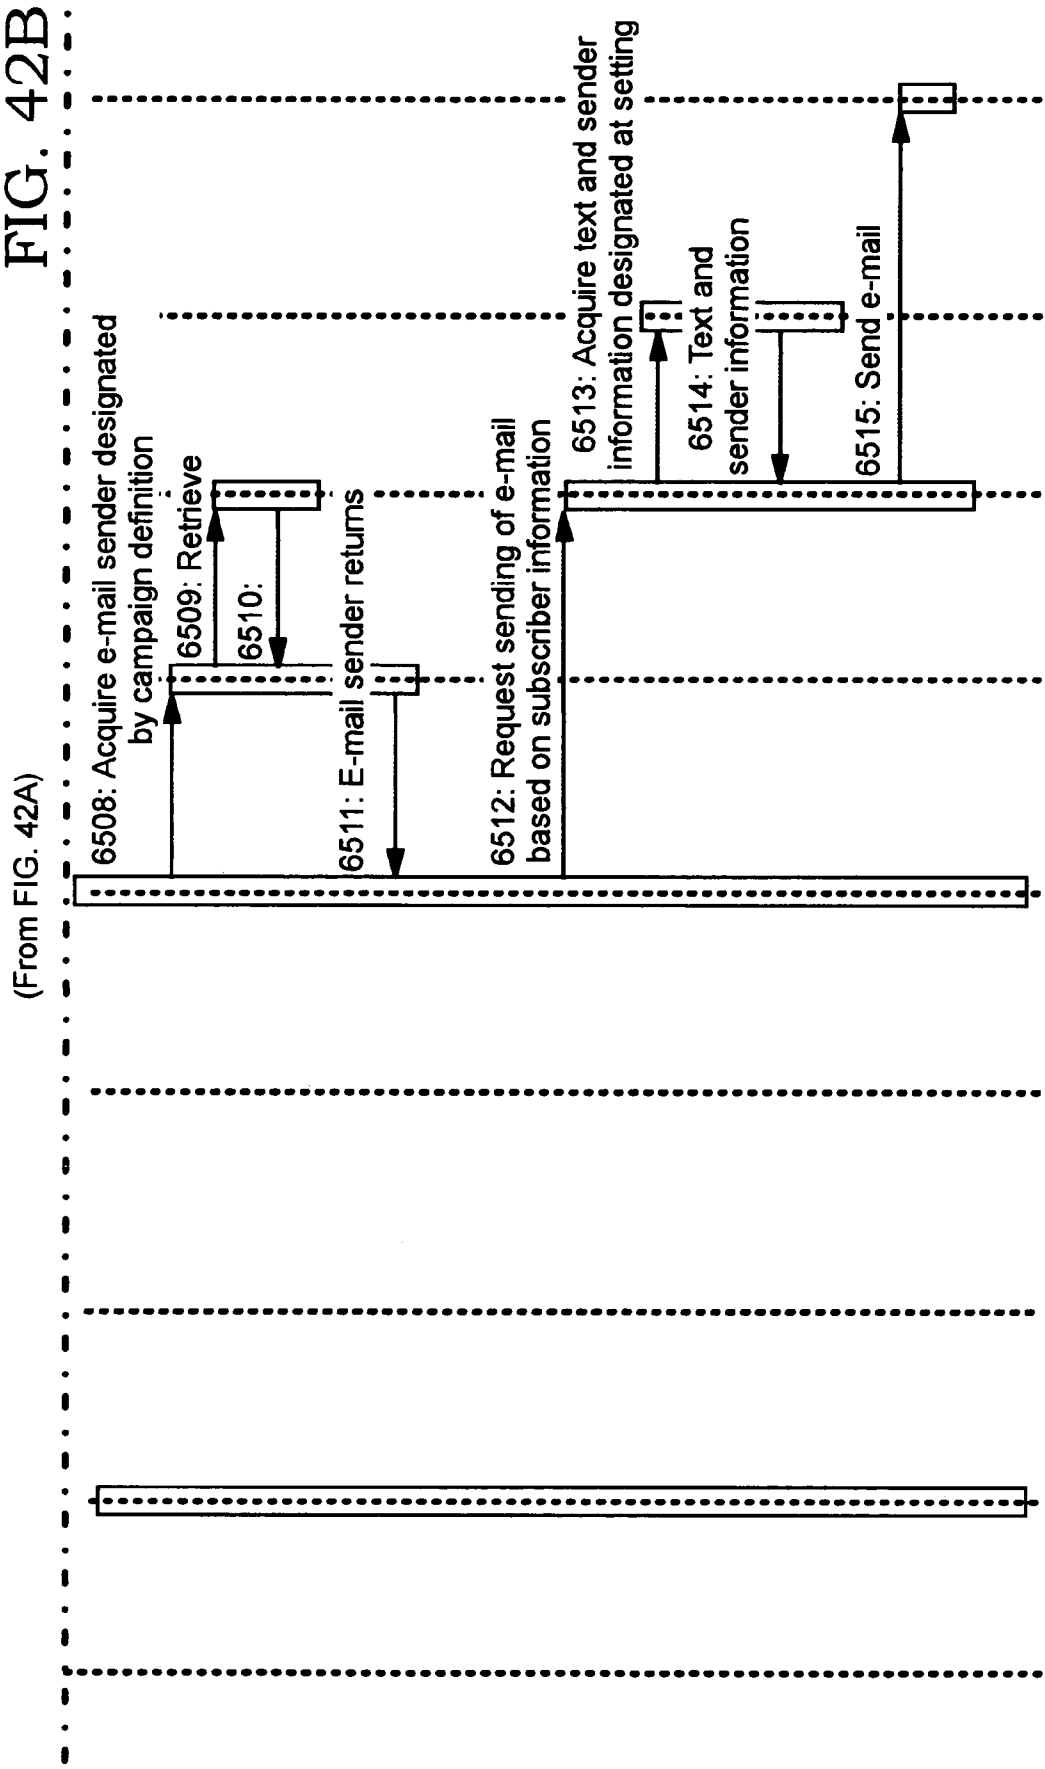 FIG. 42B
(From FIG. 42A)
6508: Acquire e-mail sender designated
by campaign definition
6509: Retrieve
6510:
6511: E-mail sender returns
6512: Request sending of e-mail
based on subscriber information
6513: Acquire text and sender
information designated at setting
6514: Text and
sender information
6515: Send e-mail